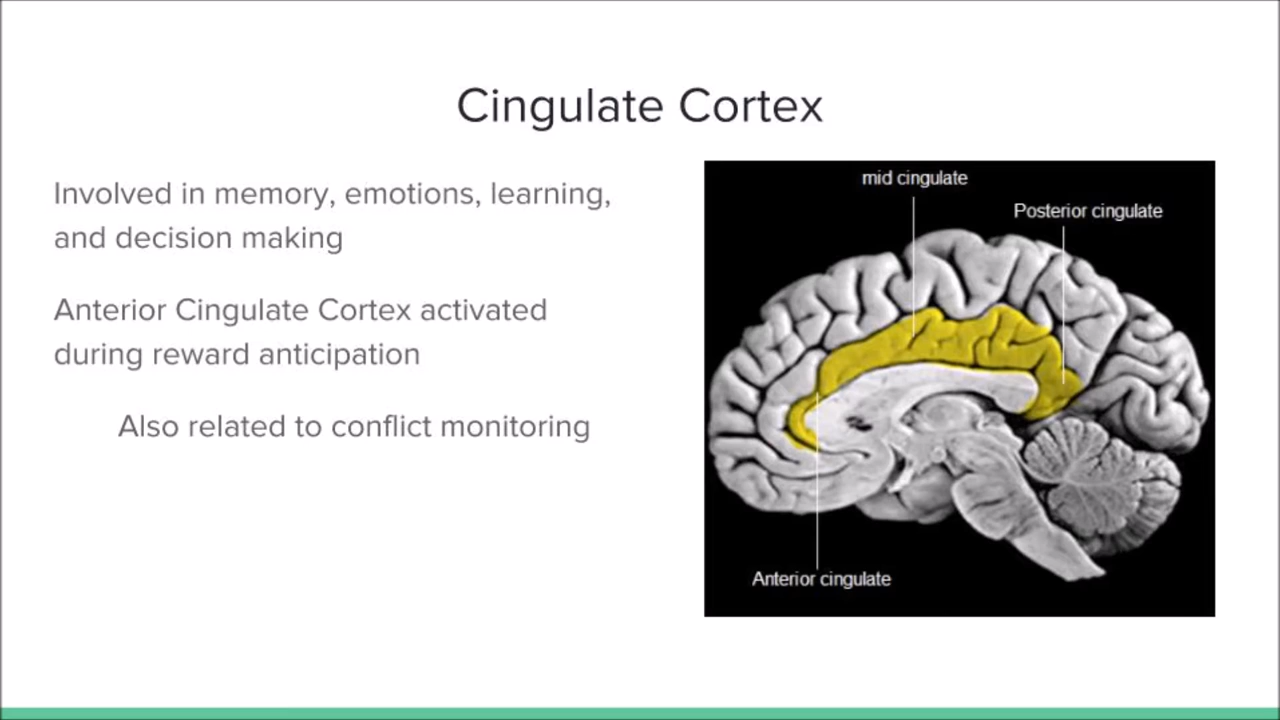 Cingulate Cortex
Involved in memory, emotions, learning,
and decision making
Anterior Cingulate Cortex activated
during reward anticipation
Also related to conflict monitoring
mid cingulate
Posterior cingulate
Anterior cingulate